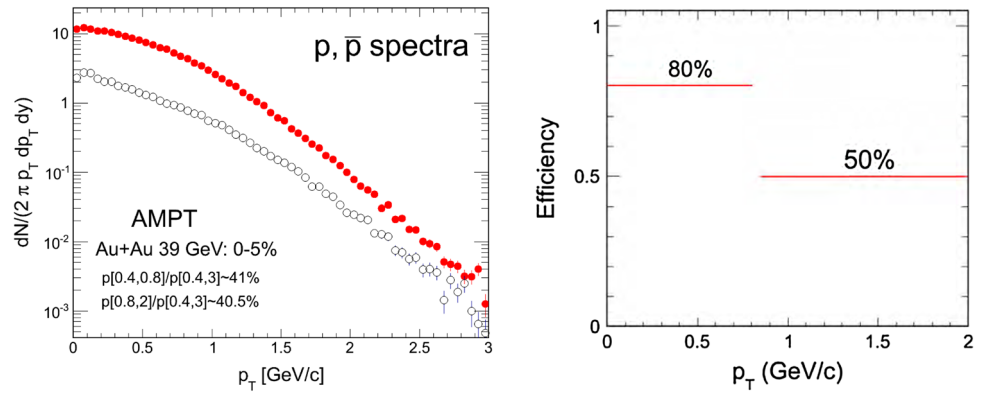 p, p̅ spectra
dN/(2 π p_T dp_T dy)
10
1
10⁻¹
10⁻²
10⁻³
AMPT
Au+Au 39 GeV: 0-5%
p[0.4,0.8]/p[0.4,3]~41%
p[0.8,2]/p[0.4,3]~40.5%
0 0.5 1 1.5 2 2.5 3
p_T [GeV/c]
Efficiency
1
0.5
0
80%
50%
0 0.5 1 1.5 2
p_T (GeV/c)